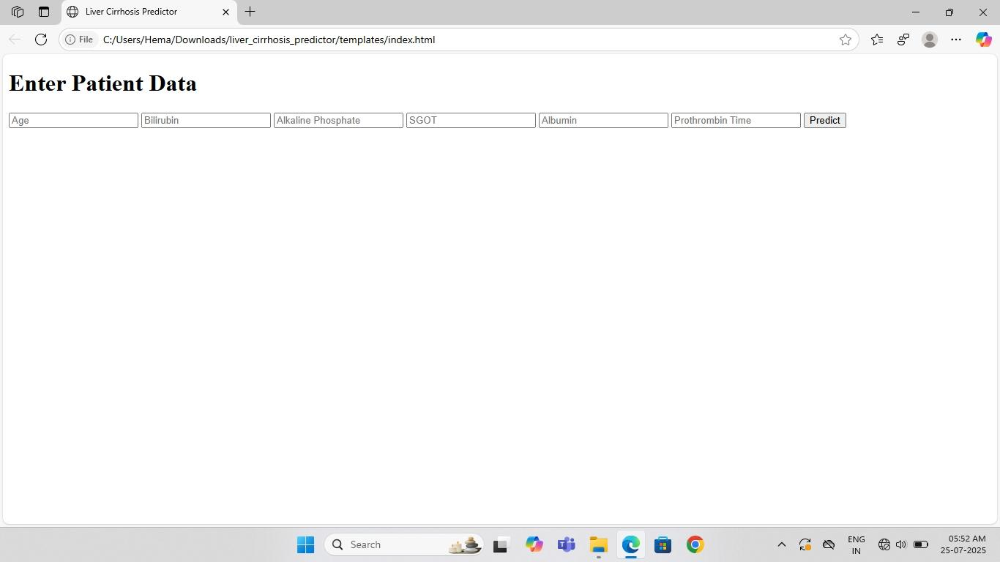 Liver Cirrhosis Predictor
File C:/Users/Hema/Downloads/liver_cirrhosis_predictor/templates/index.html
Enter Patient Data
Age Bilirubin Alkaline Phosphate SGOT Albumin Prothrombin Time Predict
Search
ENG
IN
05:52 AM
25-07-2025